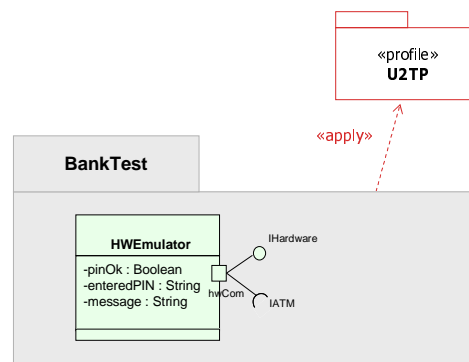 «profile»
U2TP
«apply»
BankTest
HWEmulator
-pinOk : Boolean
-enteredPIN : String
-message : String
IHardware
hwCom
IATM